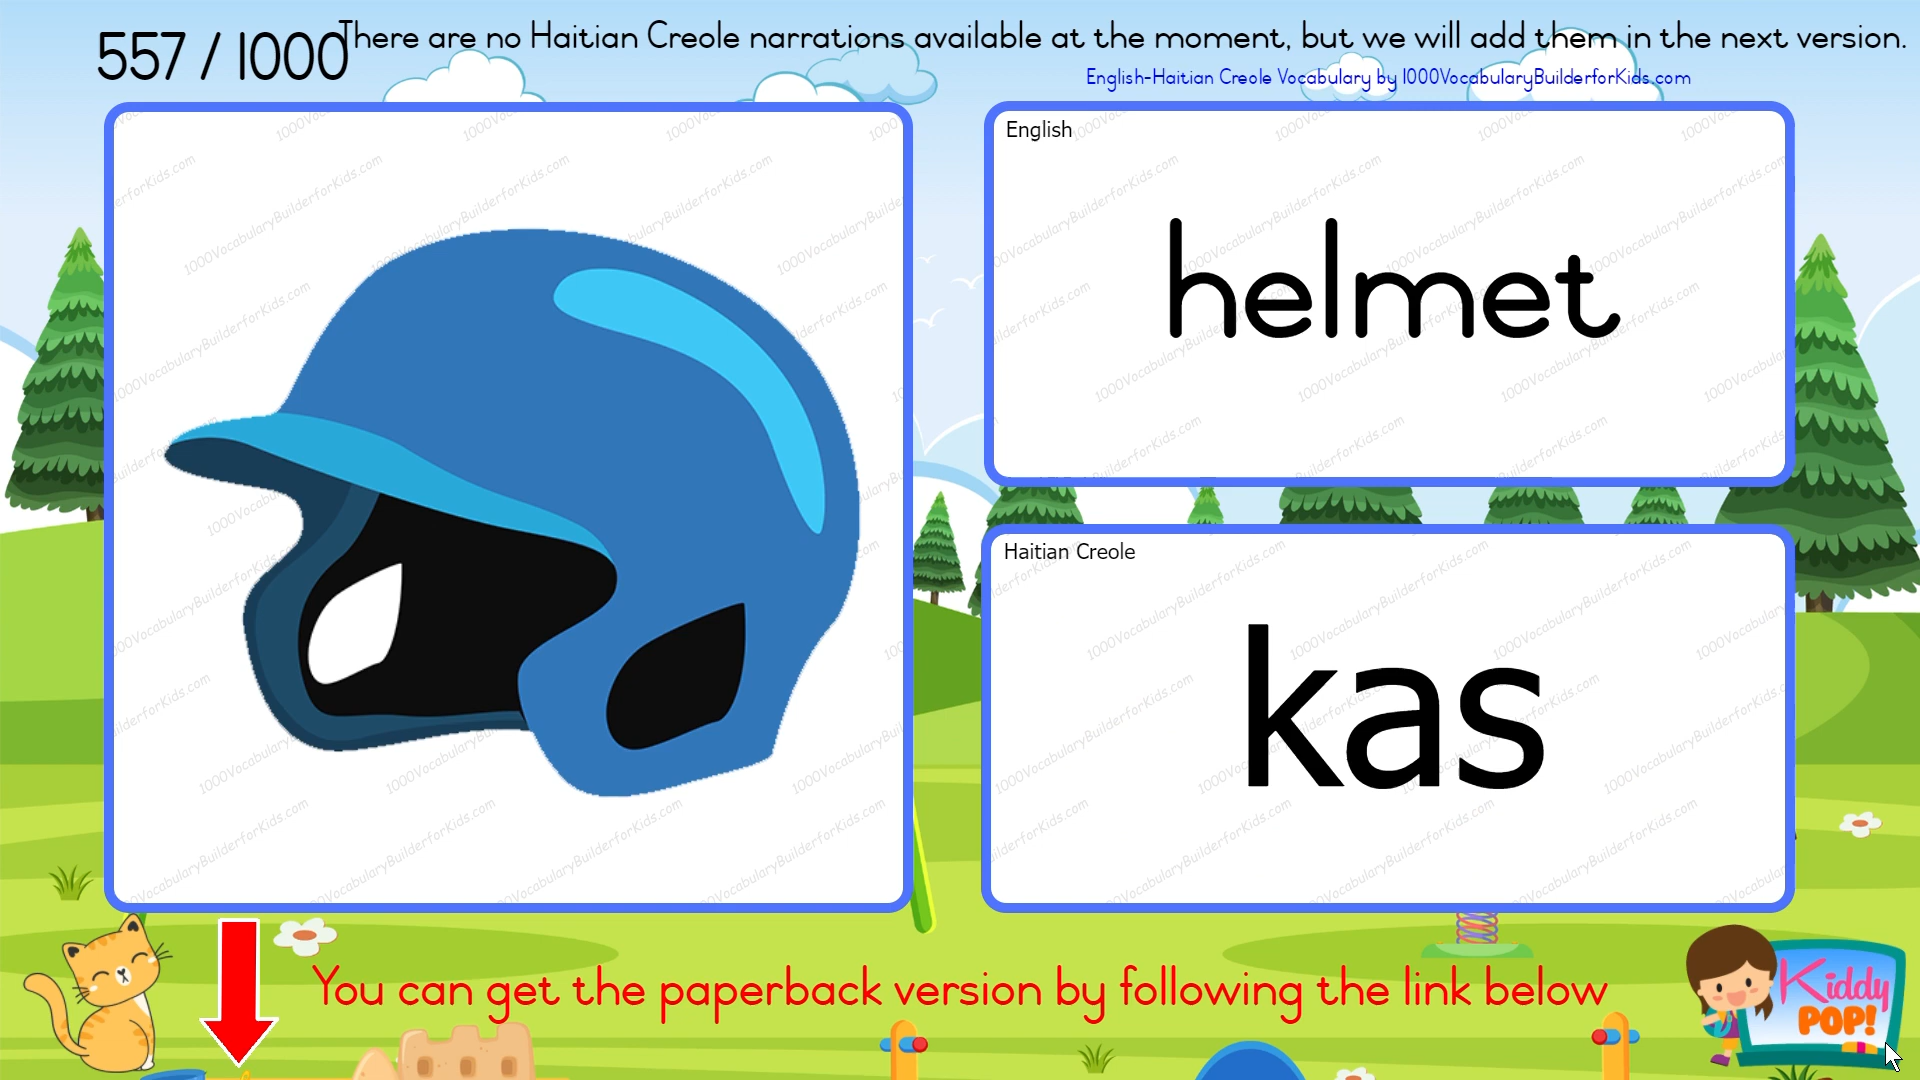 557 / 1000
There are no Haitian Creole narrations available at the moment, but we will add them in the next version.
English-Haitian Creole Vocabulary by 1000VocabularyBuilderforKids.com
English
helmet
Haitian Creole
kas
You can get the paperback version by following the link below
Kiddy
POP!
1000VocabularyBuilderforKids.com